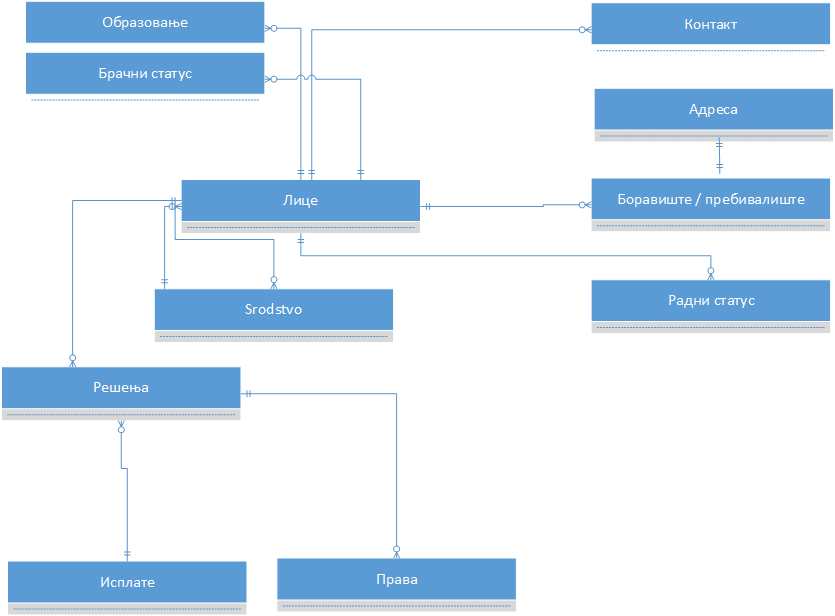 Образовање
Контакт
Брачни статус
Адреса
Лице
Боравиште / пребивалиште
Srodstvo
Радни статус
Решења
Исплате
Права